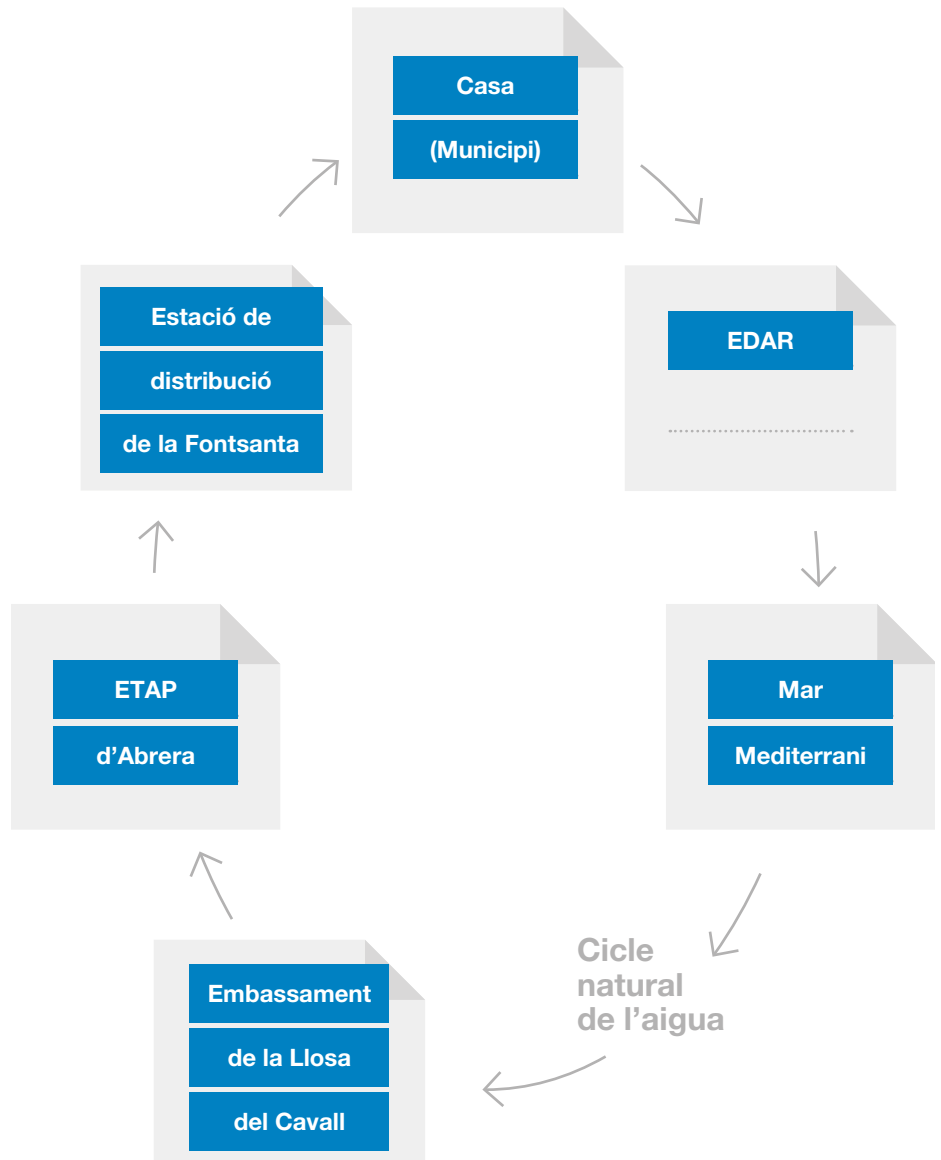 Casa
(Municipi)
Estació de
distribució
de la Fontsanta
EDAR
ETAP
d’Abrera
Mar
Mediterrani
Cicle
natural
de l’aigua
Embassament
de la Llosa
del Cavall